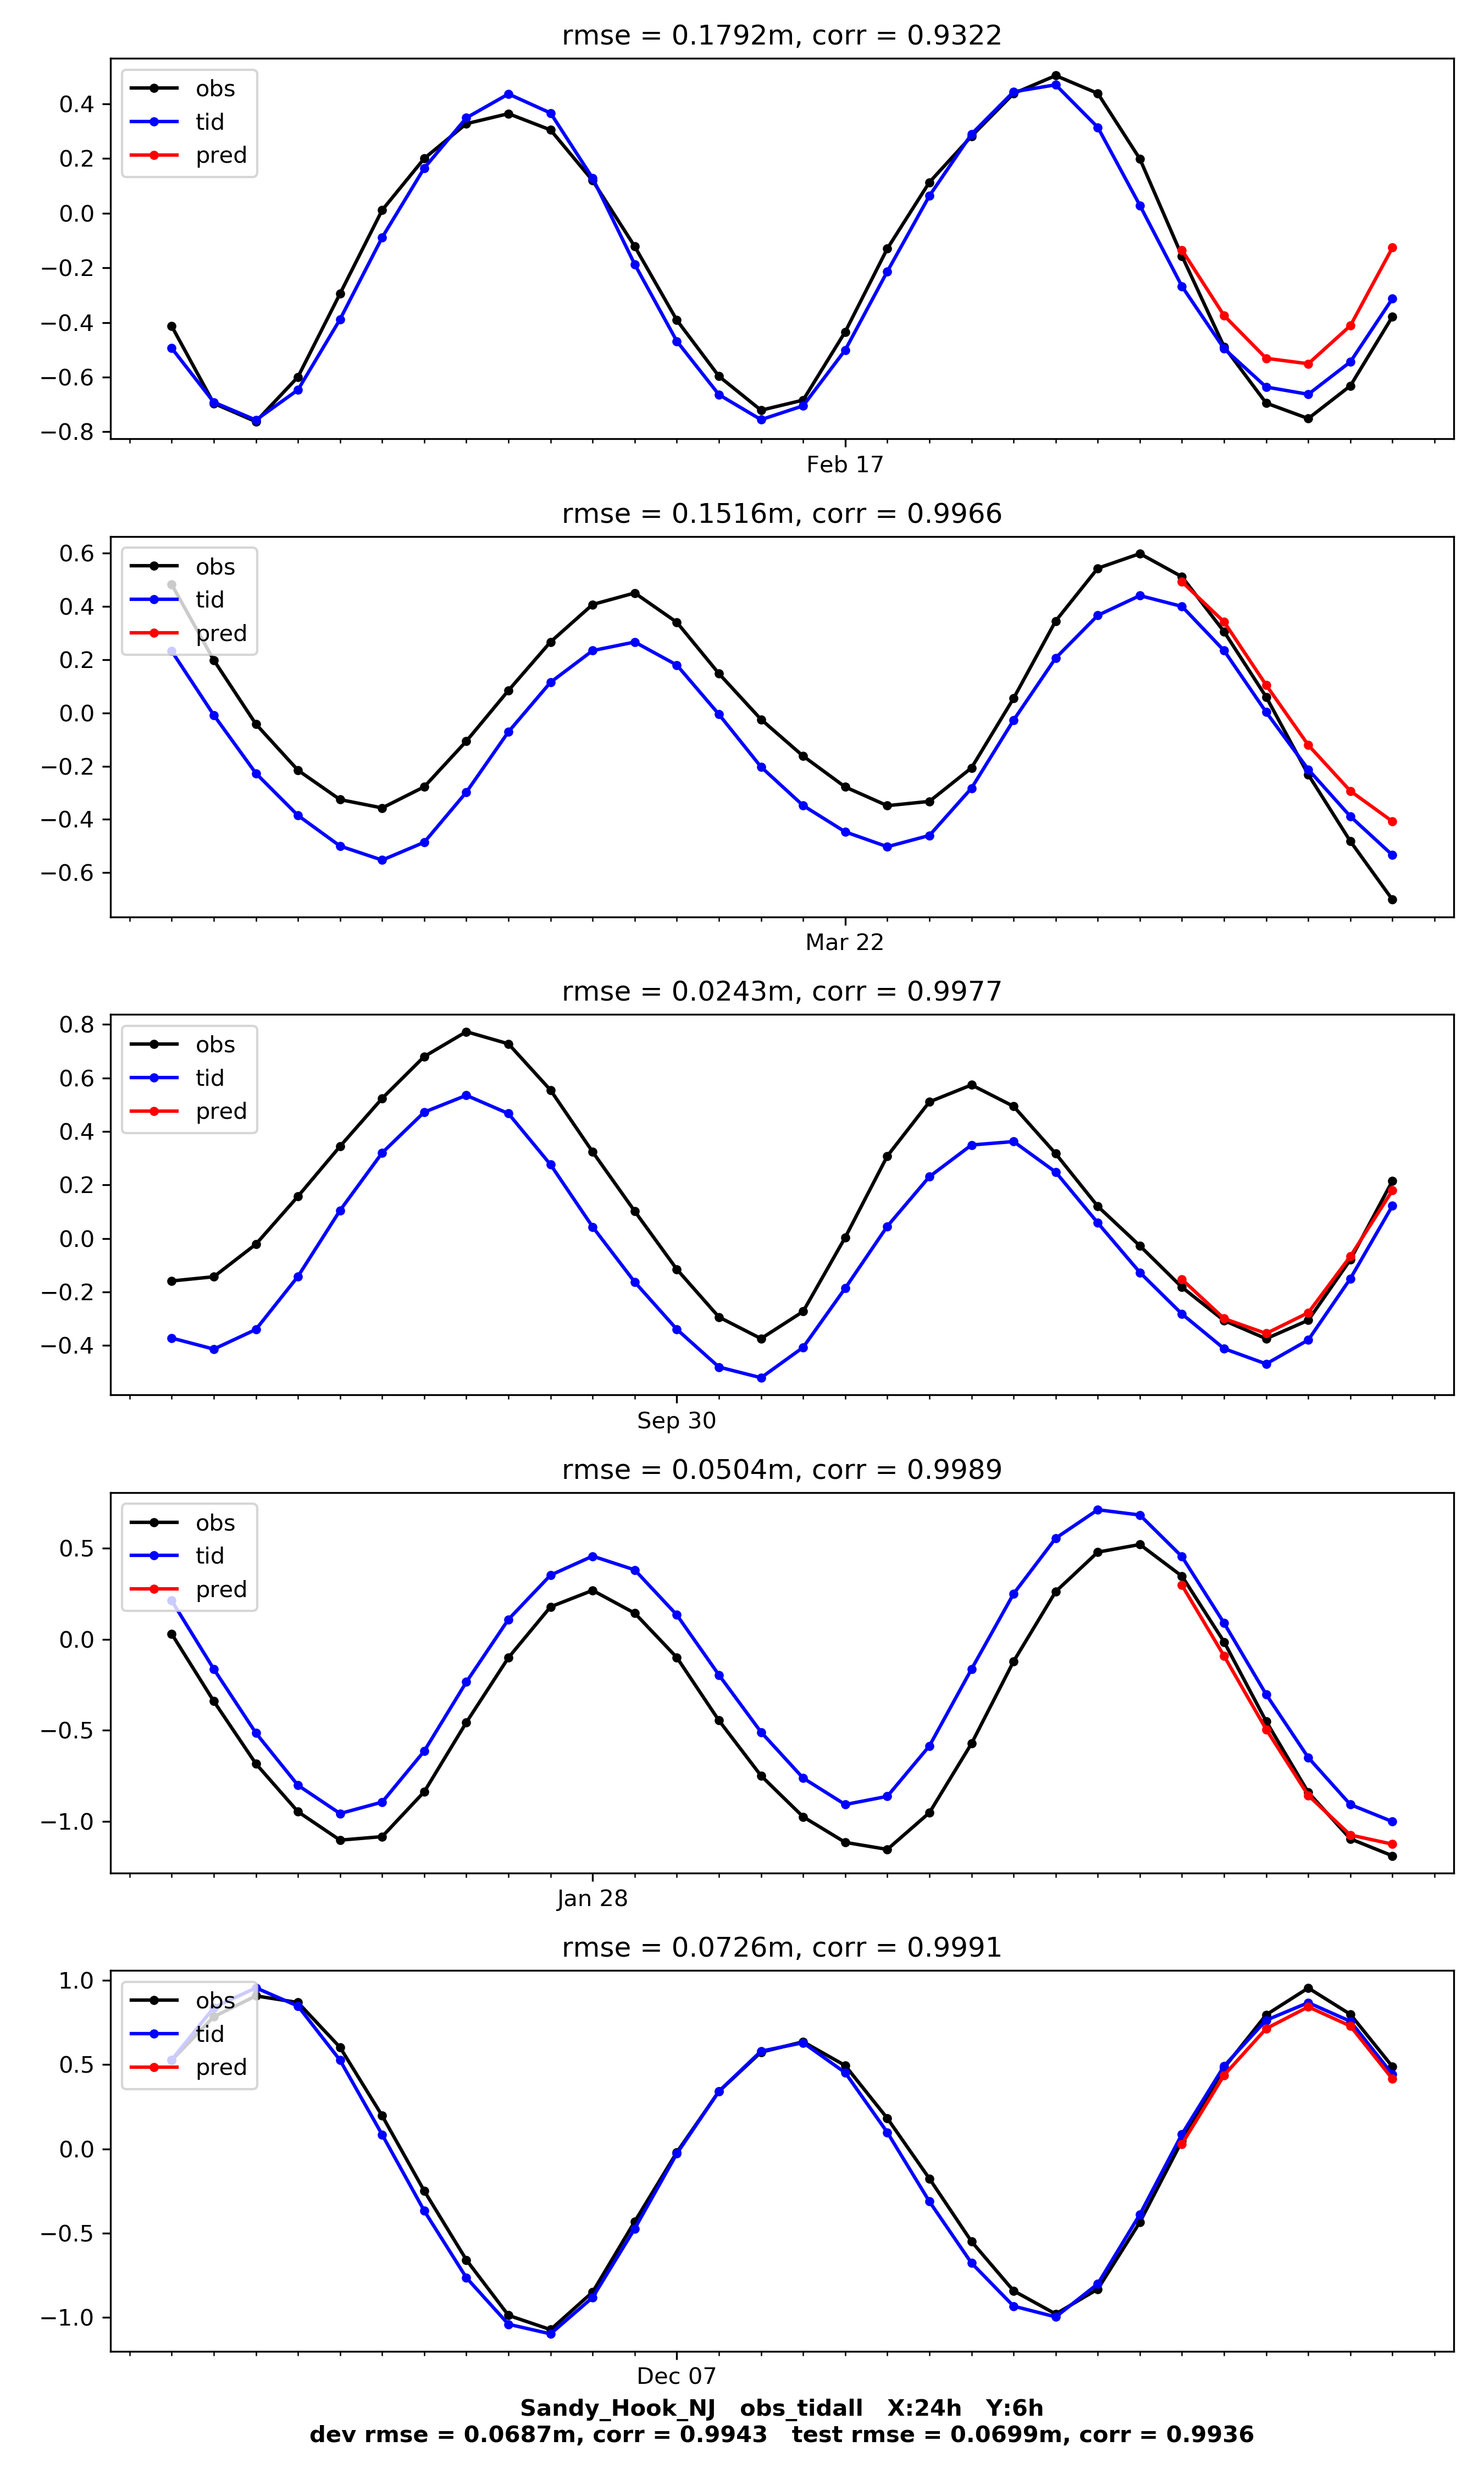 rmse = 0.1792m, corr = 0.9322
obs
tid
pred
0.4
0.2
0.0
−0.2
−0.4
−0.6
−0.8
Feb 17
rmse = 0.1516m, corr = 0.9966
obs
tid
pred
0.6
0.4
0.2
0.0
−0.2
−0.4
−0.6
Mar 22
rmse = 0.0243m, corr = 0.9977
obs
tid
pred
0.8
0.6
0.4
0.2
0.0
−0.2
−0.4
Sep 30
rmse = 0.0504m, corr = 0.9989
obs
tid
pred
0.5
0.0
−0.5
−1.0
Jan 28
rmse = 0.0726m, corr = 0.9991
obs
tid
pred
1.0
0.5
0.0
−0.5
−1.0
Dec 07
Sandy_Hook_NJ obs_tidall X:24h Y:6h
dev rmse = 0.0687m, corr = 0.9943 test rmse = 0.0699m, corr = 0.9936